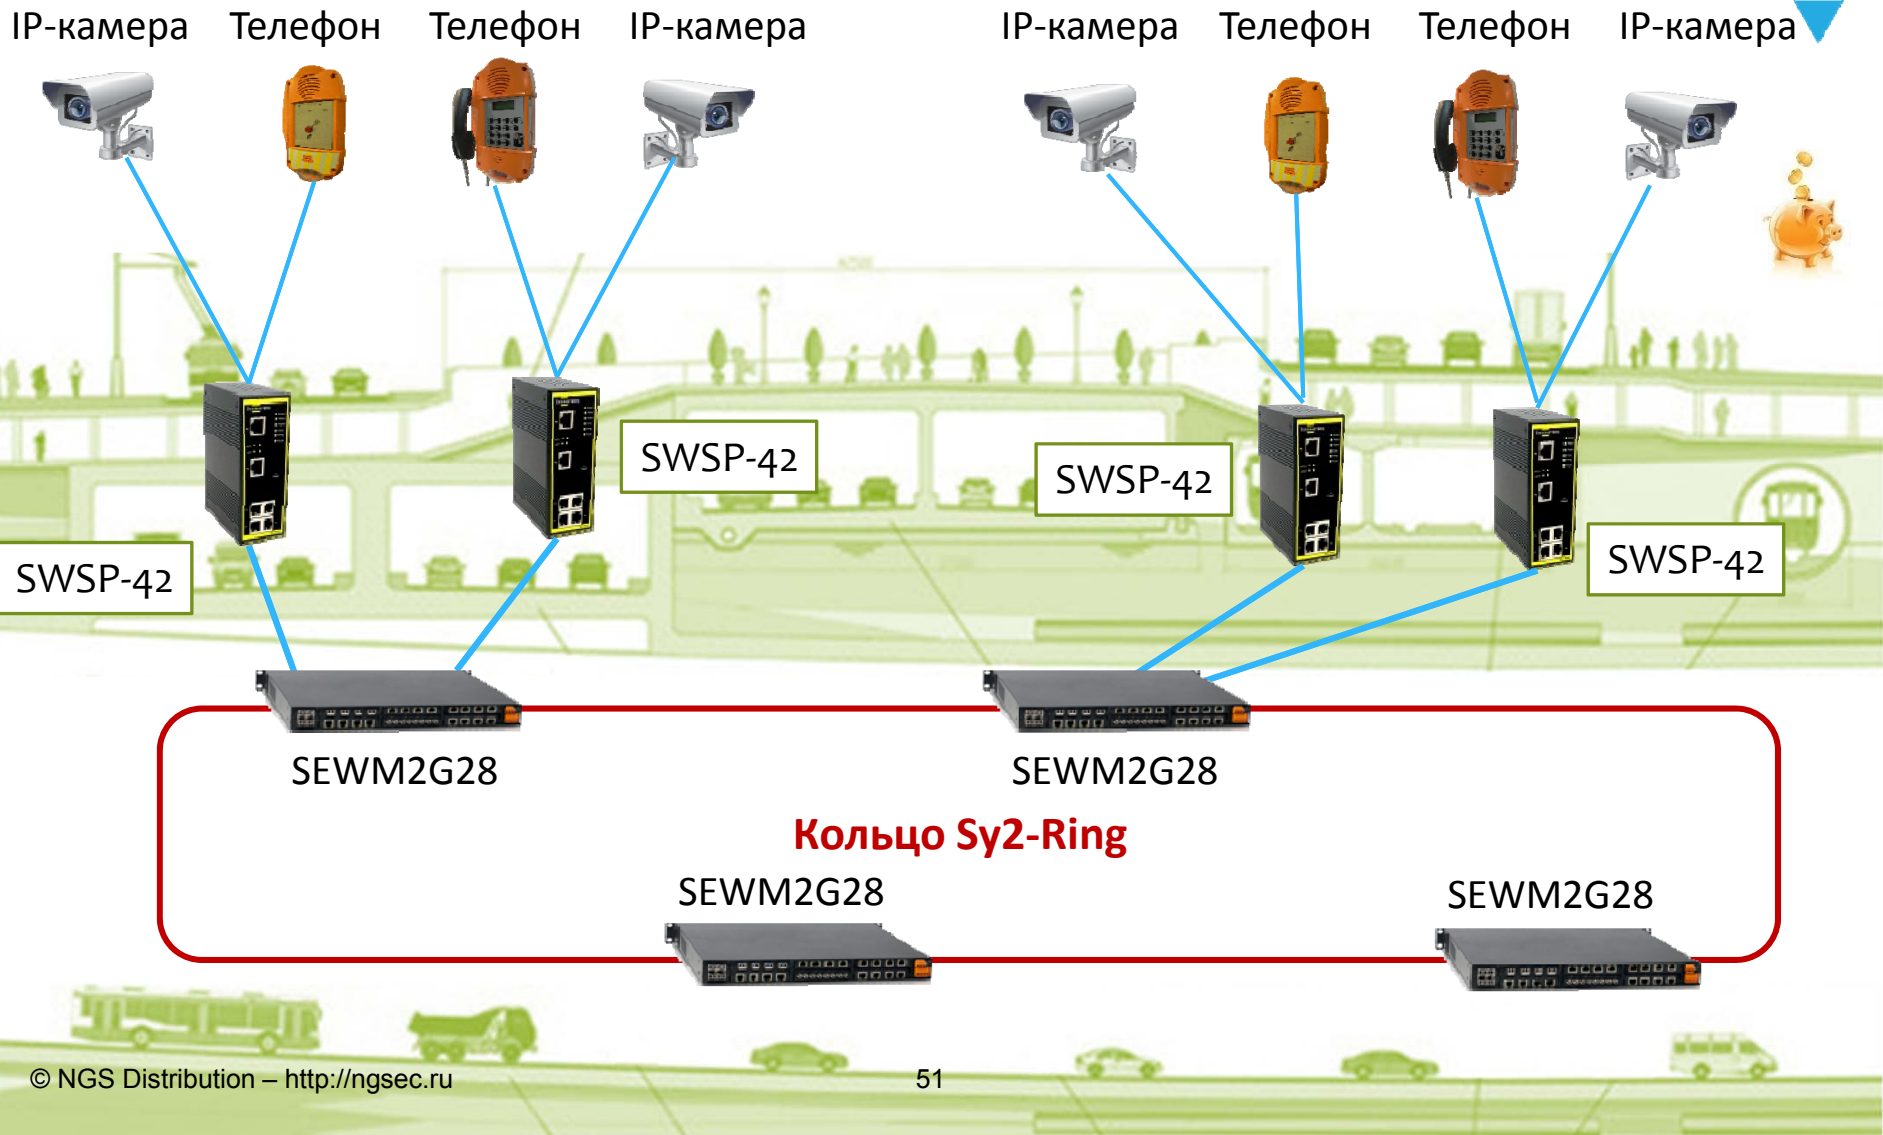 IP-камера Телефон Телефон IP-камера IP-камера Телефон Телефон IP-камера
SWSP-42
SWSP-42
SWSP-42
SWSP-42
SEWM2G28
SEWM2G28
Кольцо Sy2-Ring
SEWM2G28
SEWM2G28
© NGS Distribution – http://ngsec.ru
51